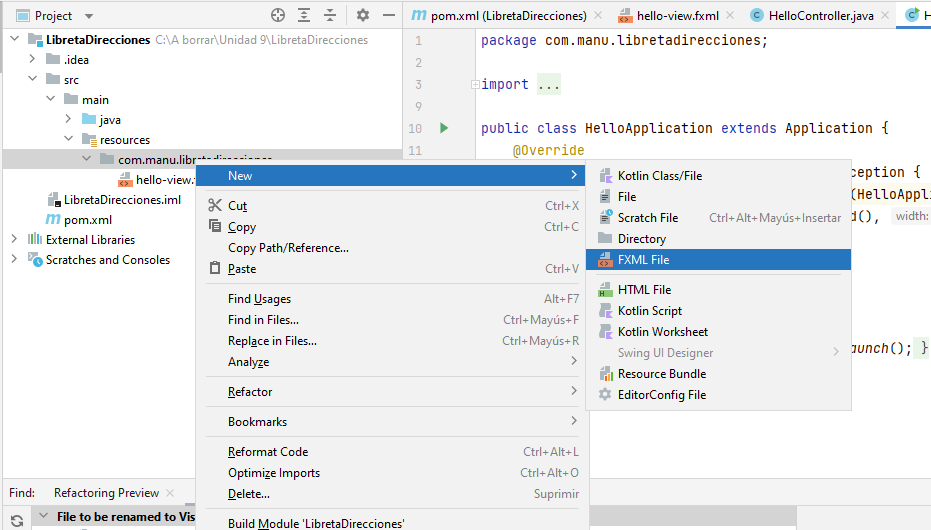 Project
pom.xml (LibretaDirecciones)
hello-view.fxml
HelloController.java
LibretaDirecciones C:\A borrar\Unidad 9\LibretaDirecciones
.idea
src
main
java
resources
com.manu.libretadirecciones
hello-view.
LibretaDirecciones.iml
pom.xml
External Libraries
Scratches and Consoles
1 package com.manu.libretadirecciones;
2
3 import ...
9
10 public class HelloApplication extends Application {
11 @Override
ception {
(HelloAppli
d(), width:
aunch(); }
New
Cut Ctrl+X
Copy Ctrl+C
Copy Path/Reference...
Paste Ctrl+V
Find Usages Alt+F7
Find in Files... Ctrl+Mayús+F
Replace in Files... Ctrl+Mayús+R
Analyze
Refactor
Bookmarks
Reformat Code Ctrl+Alt+L
Optimize Imports Ctrl+Alt+O
Delete... Suprimir
Build Module 'LibretaDirecciones'
Kotlin Class/File
File
Scratch File Ctrl+Alt+Mayús+Insertar
Directory
FXML File
HTML File
Kotlin Script
Kotlin Worksheet
Swing UI Designer
Resource Bundle
EditorConfig File
Find: Refactoring Preview
File to be renamed to Vis